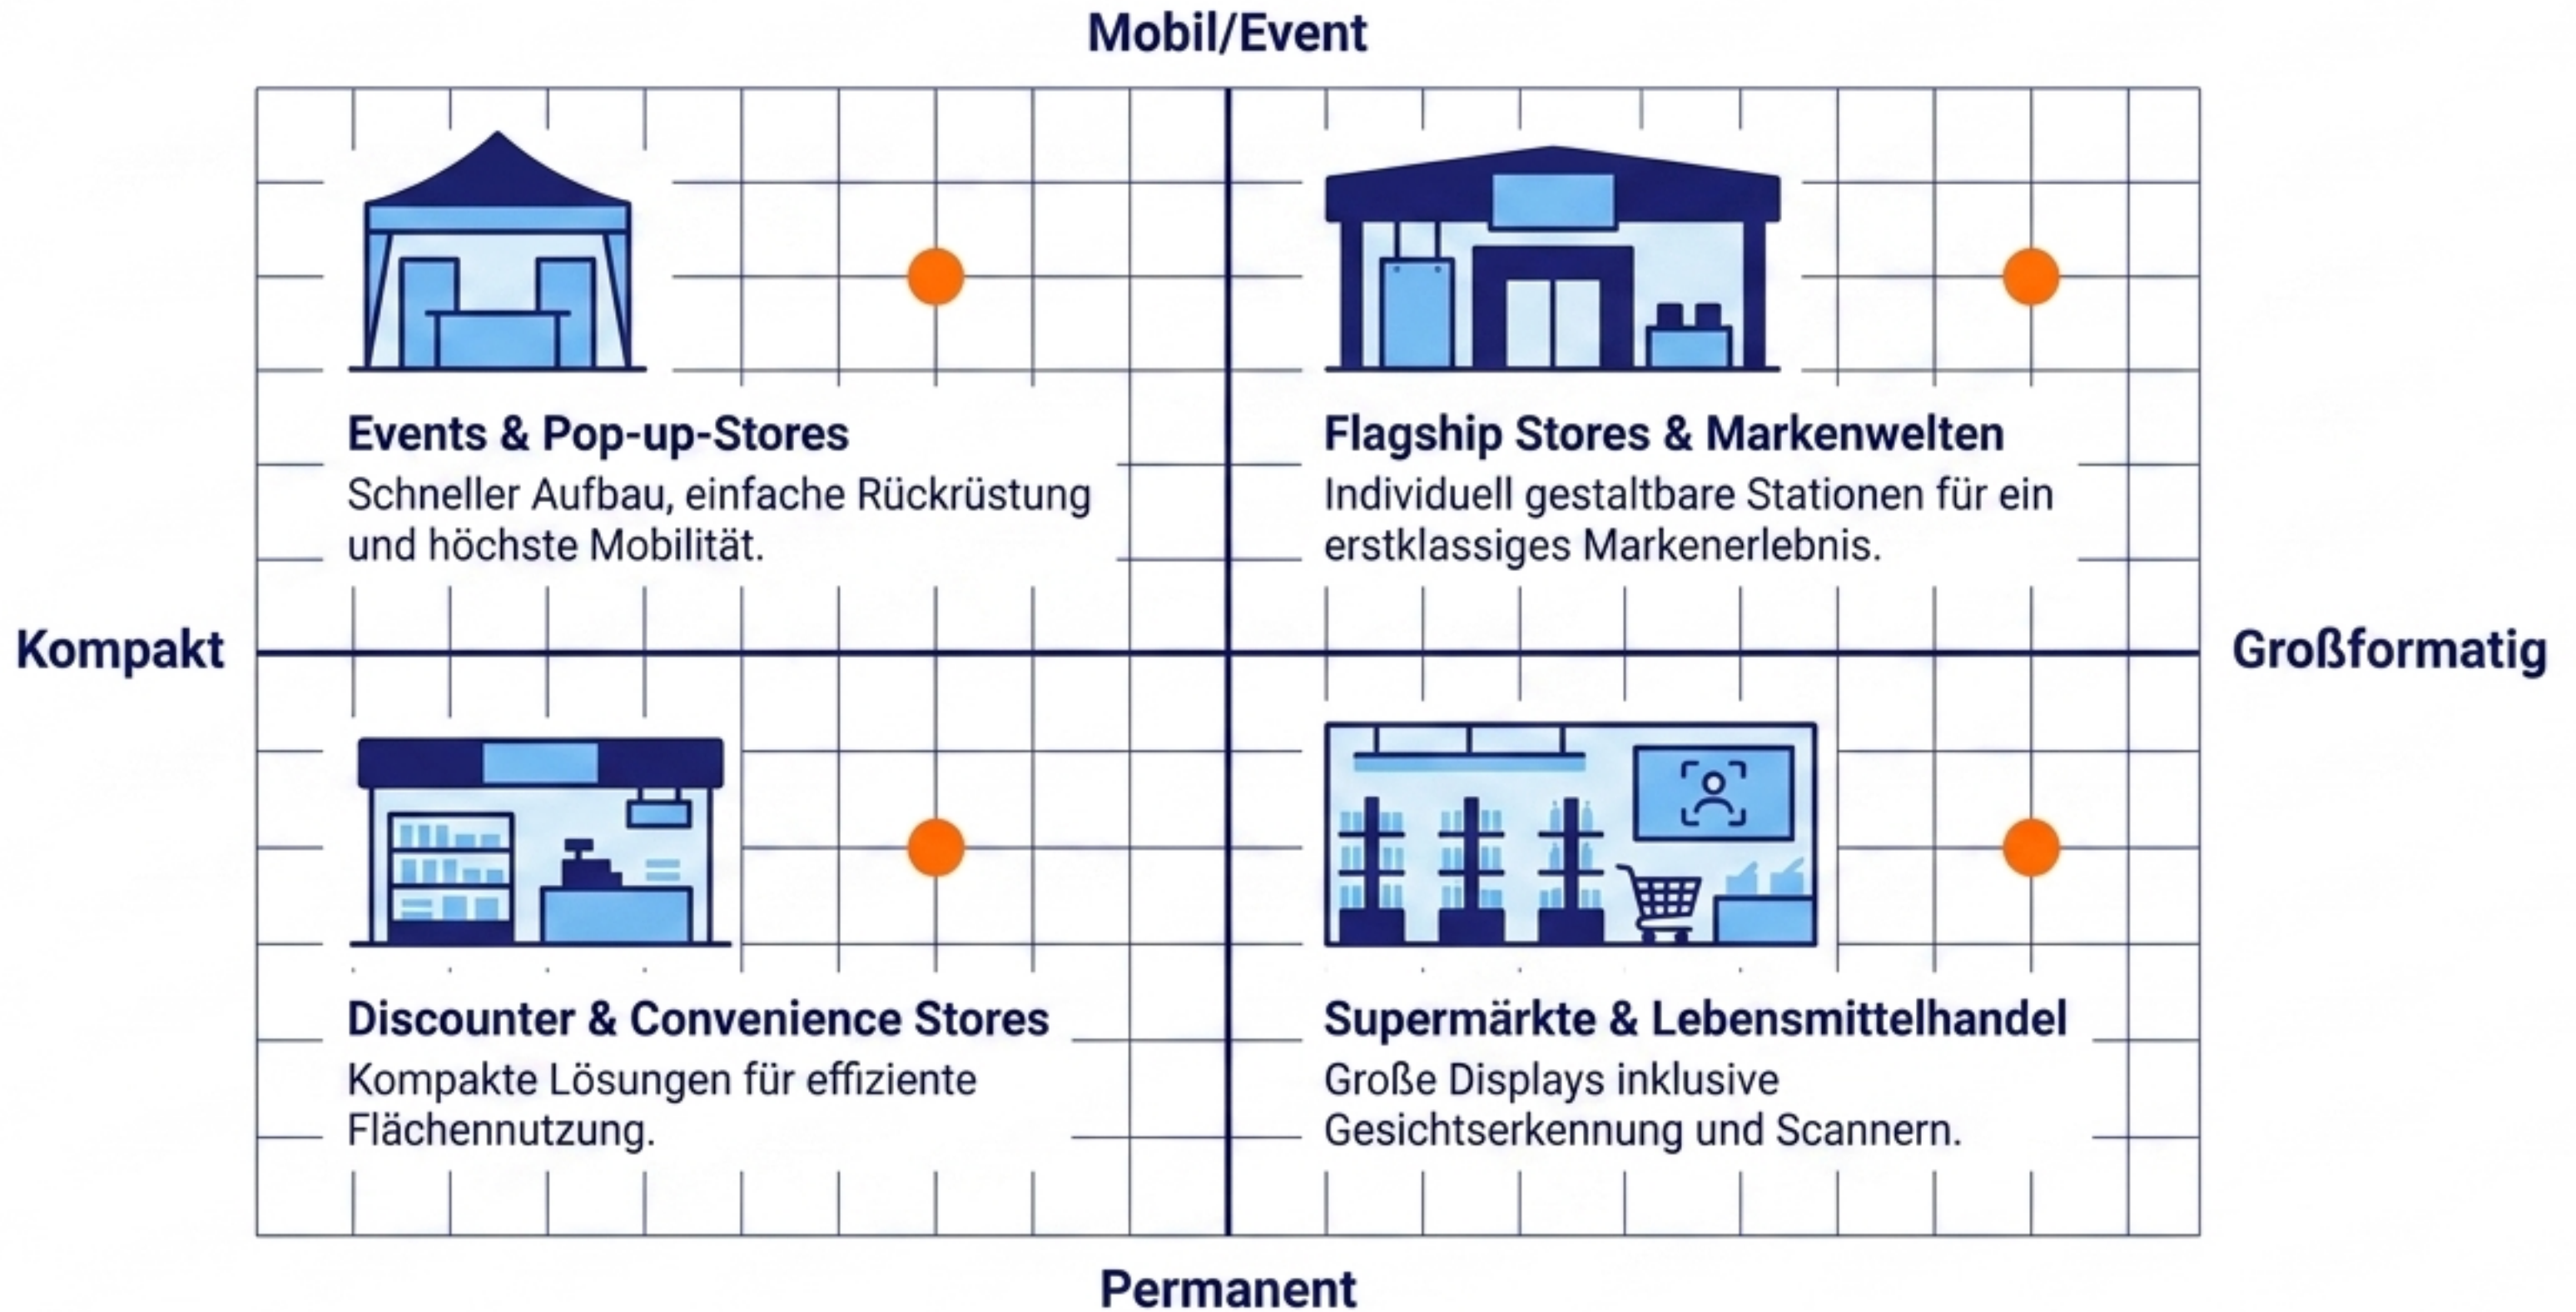 Mobil/Event
Events & Pop-up-Stores
Schneller Aufbau, einfache Rückrüstung
und höchste Mobilität.
Flagship Stores & Markenwelten
Individuell gestaltbare Stationen für ein
erstklassiges Markenerlebnis.
Kompakt
Großformatig
Discounter & Convenience Stores
Kompakte Lösungen für effiziente
Flächennutzung.
Supermärkte & Lebensmittelhandel
Große Displays inklusive
Gesichtserkennung und Scannern.
Permanent